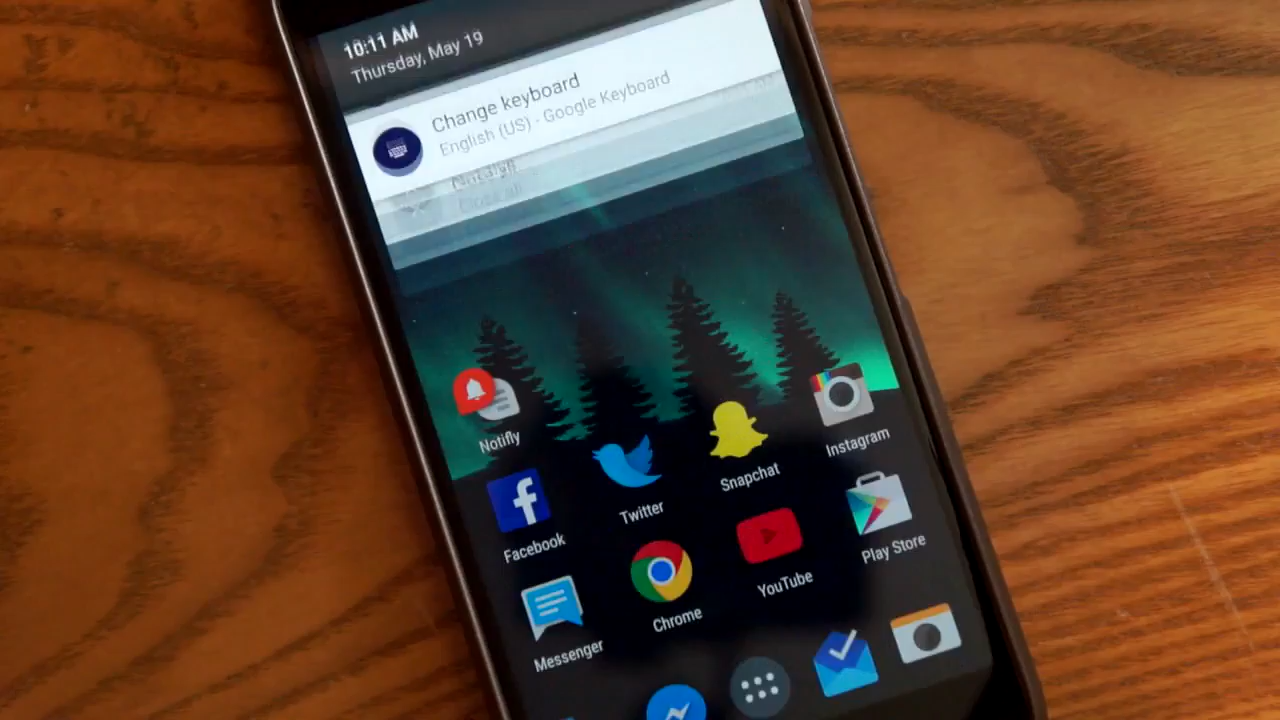 10:11 AM
Thursday, May 19
Change keyboard
English (US) - Google Keyboard
Notifly
Twitter
Snapchat
Instagram
Facebook
Chrome
YouTube
Play Store
Messenger